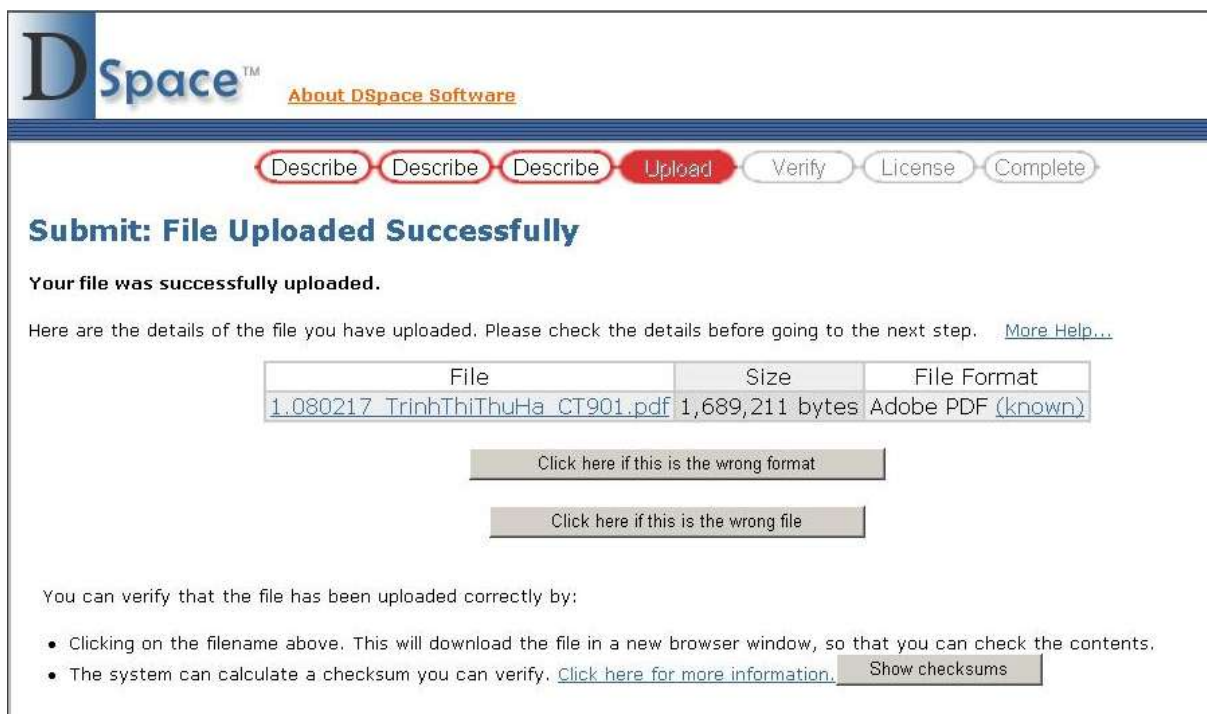 DSpace™ About DSpace Software
Describe Describe Describe Upload Verify License Complete
Submit: File Uploaded Successfully
Your file was successfully uploaded.
Here are the details of the file you have uploaded. Please check the details before going to the next step. More Help...
File Size File Format
1.080217_TrinhThiThuHa_CT901.pdf 1,689,211 bytes Adobe PDF (known)
Click here if this is the wrong format
Click here if this is the wrong file
You can verify that the file has been uploaded correctly by:
• Clicking on the filename above. This will download the file in a new browser window, so that you can check the contents.
• The system can calculate a checksum you can verify. Click here for more information. Show checksums